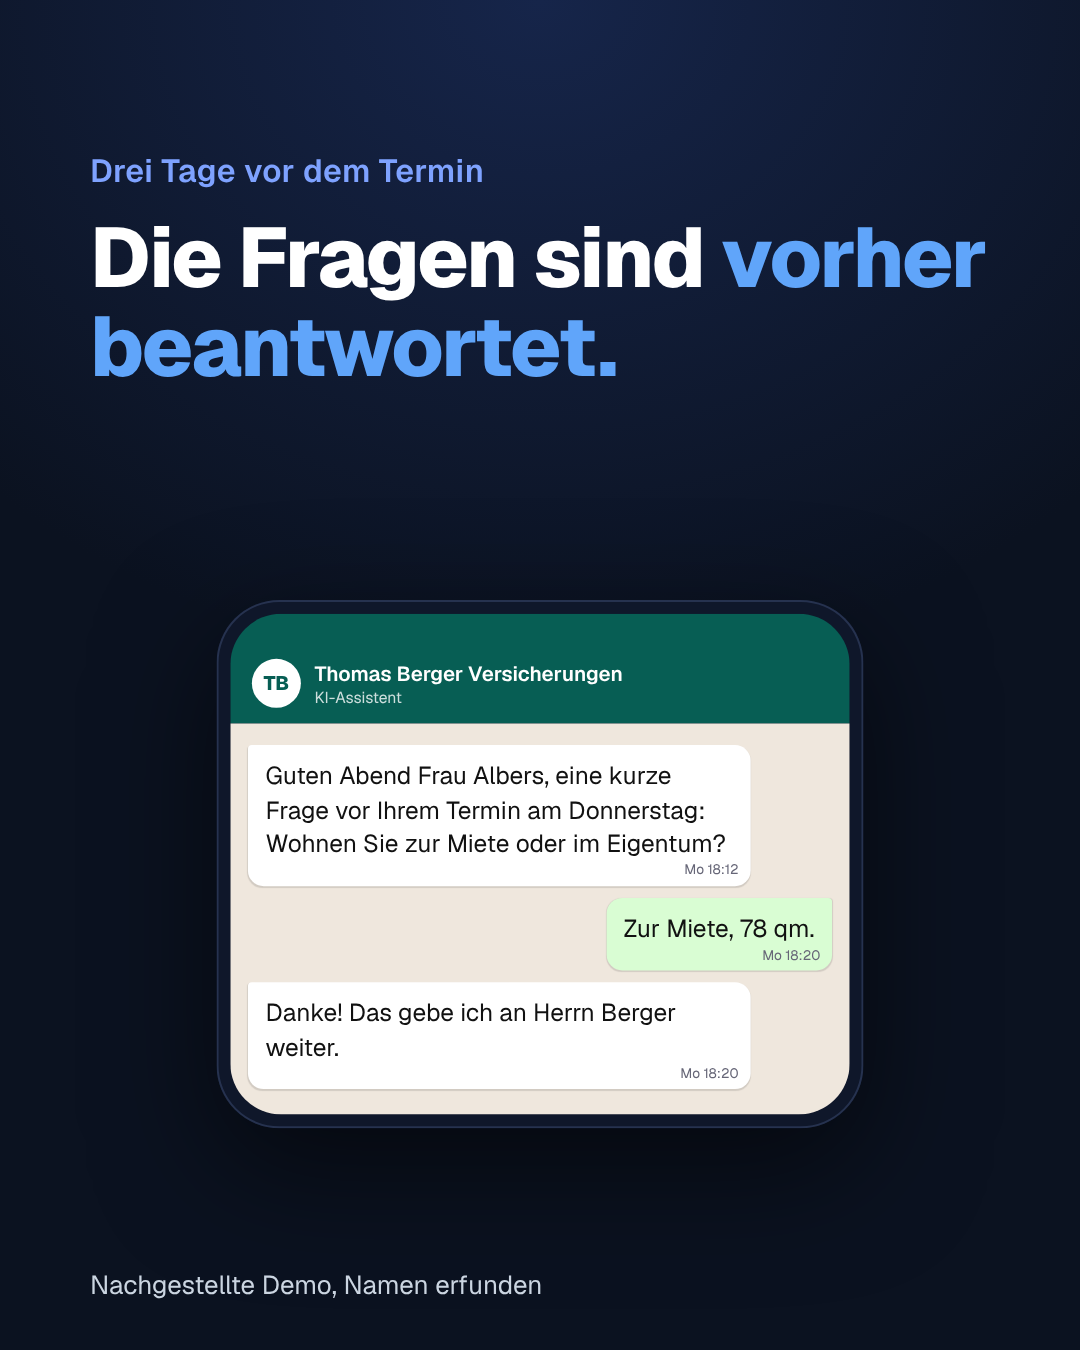 Drei Tage vor dem Termin
Die Fragen sind vorher
beantwortet.
TB
Thomas Berger Versicherungen
KI-Assistent
Guten Abend Frau Albers, eine kurze
Frage vor Ihrem Termin am Donnerstag:
Wohnen Sie zur Miete oder im Eigentum?
Mo 18:12
Zur Miete, 78 qm.
Mo 18:20
Danke! Das gebe ich an Herrn Berger
weiter.
Mo 18:20
Nachgestellte Demo, Namen erfunden